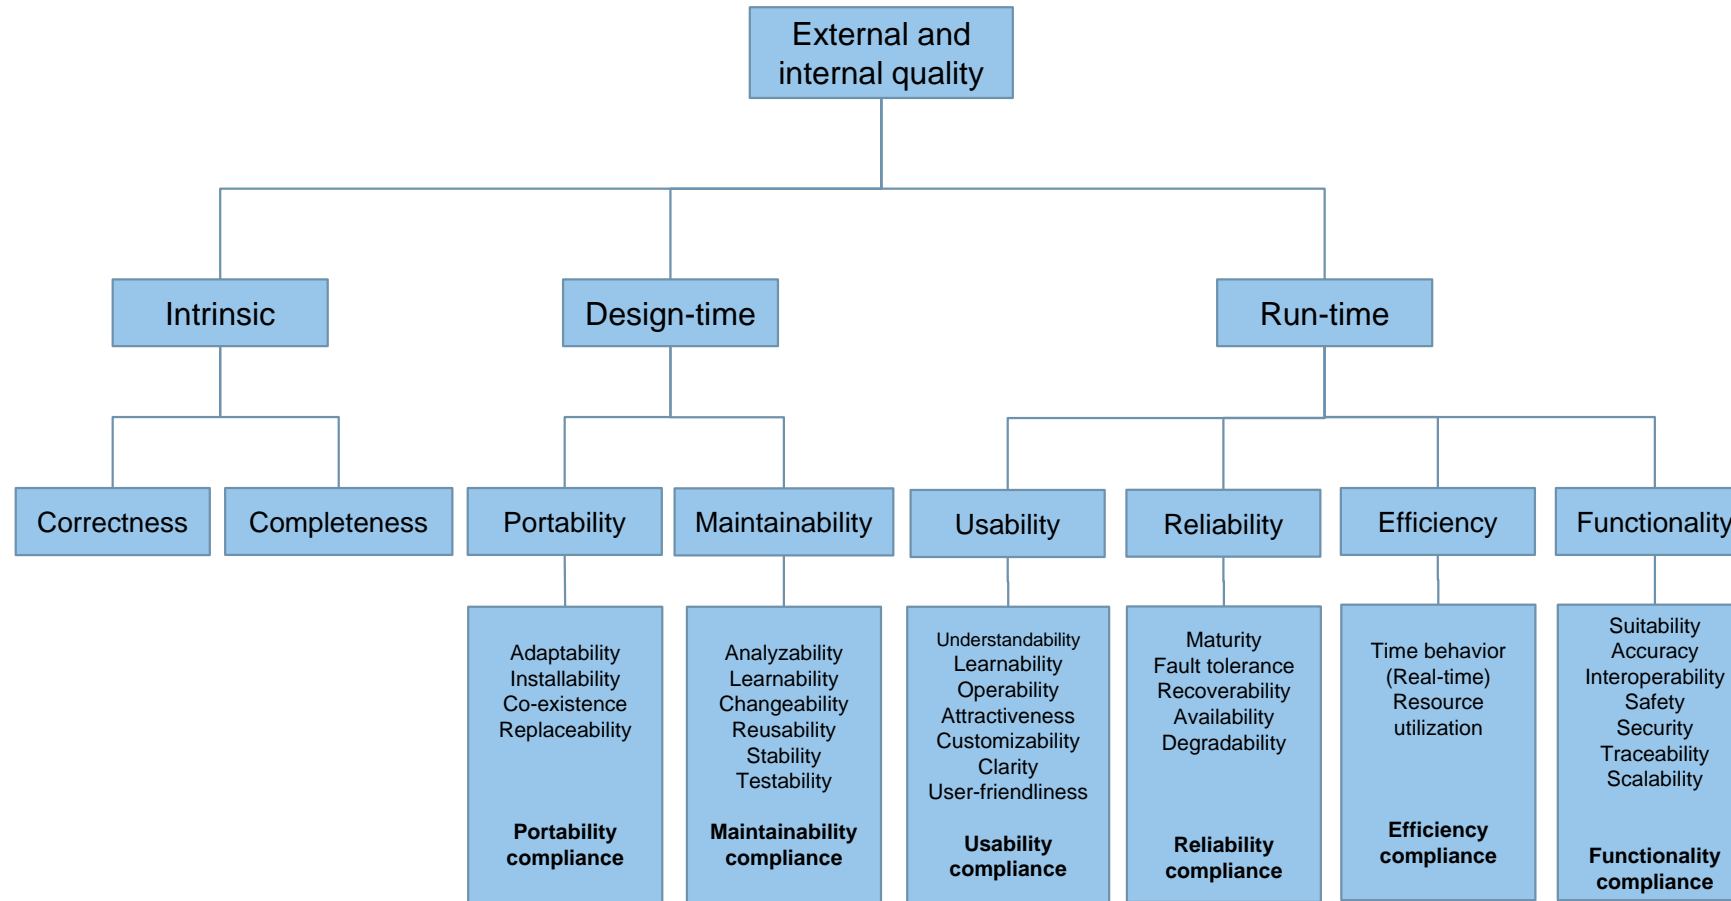 External and
internal quality
Intrinsic
Design-time
Run-time
Correctness
Completeness
Portability
Maintainability
Usability
Reliability
Efficiency
Functionality
Adaptability
Installability
Co-existence
Replaceability
Portability
compliance
Analyzability
Learnability
Changeability
Reusability
Stability
Testability
Maintainability
compliance
Understandability
Learnability
Operability
Attractiveness
Customizability
Clarity
User-friendliness
Usability
compliance
Maturity
Fault tolerance
Recoverability
Availability
Degradability
Reliability
compliance
Time behavior
(Real-time)
Resource
utilization
Efficiency
compliance
Suitability
Accuracy
Interoperability
Safety
Security
Traceability
Scalability
Functionality
compliance